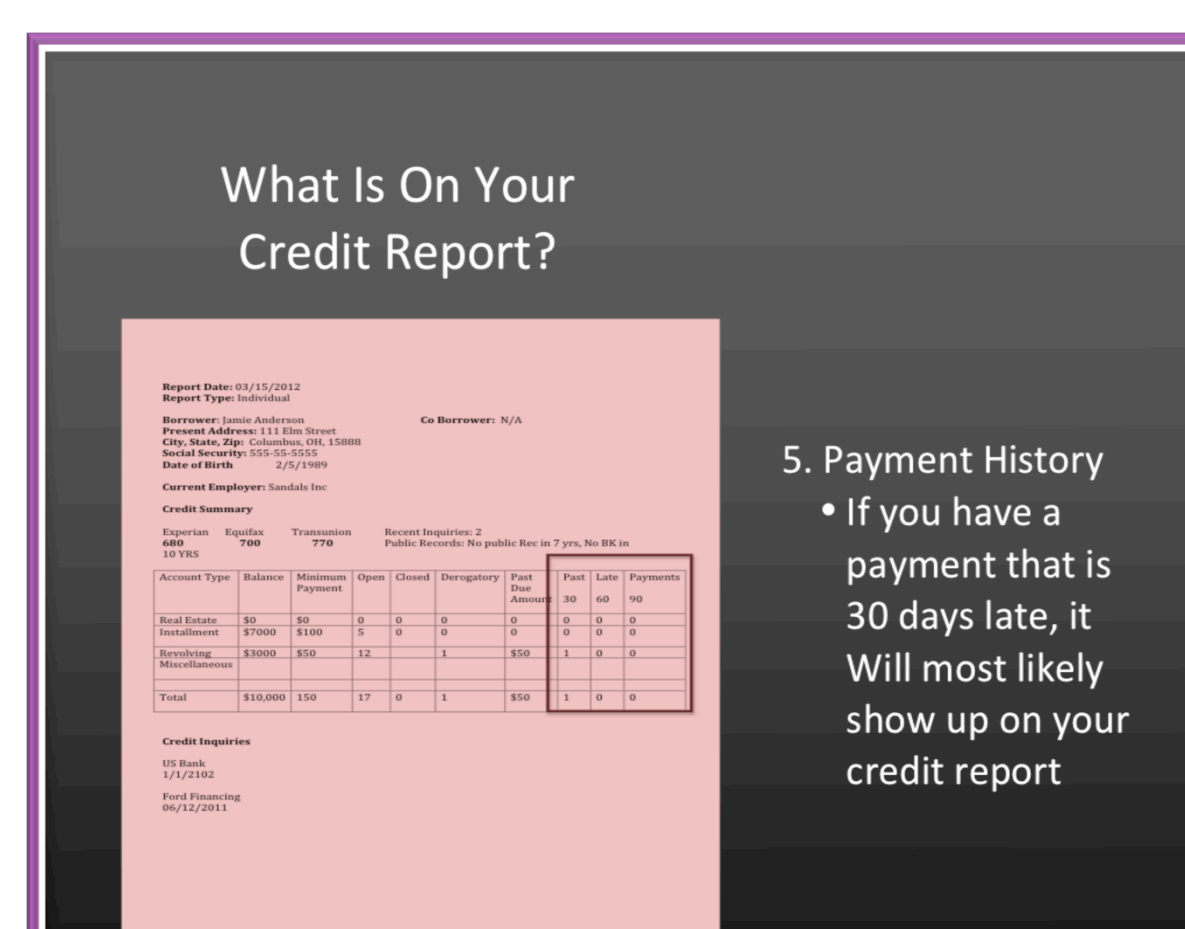 What Is On Your
Credit Report?
Report Date: 03/15/2012
Report Type: Individual
Borrower: Jamie Anderson Co Borrower: N/A
Present Address: 111 Elm Street
City, State, Zip: Columbus, OH, 15888
Social Security: 555-55-5555
Date of Birth 2/5/1989
Current Employer: Sandals Inc
Credit Summary
Experian Equifax Transunion Recent Inquiries: 2
680 700 770 Public Records: No public Rec in 7 yrs, No BK in
10 YRS
Account Type Balance Minimum Open Closed Derogatory Past Past Late Payments
Payment Due
Amount 30 60 90
Real Estate $0 $0 0 0 0 0 0 0 0
Installment $7000 $100 5 0 0 0 0 0 0
Revolving $3000 $50 12 1 $50 1 0 0
Miscellaneous
Total $10,000 150 17 0 1 $50 1 0 0
Credit Inquiries
US Bank
1/1/2102
Ford Financing
06/12/2011
5. Payment History
• If you have a
payment that is
30 days late, it
Will most likely
show up on your
credit report